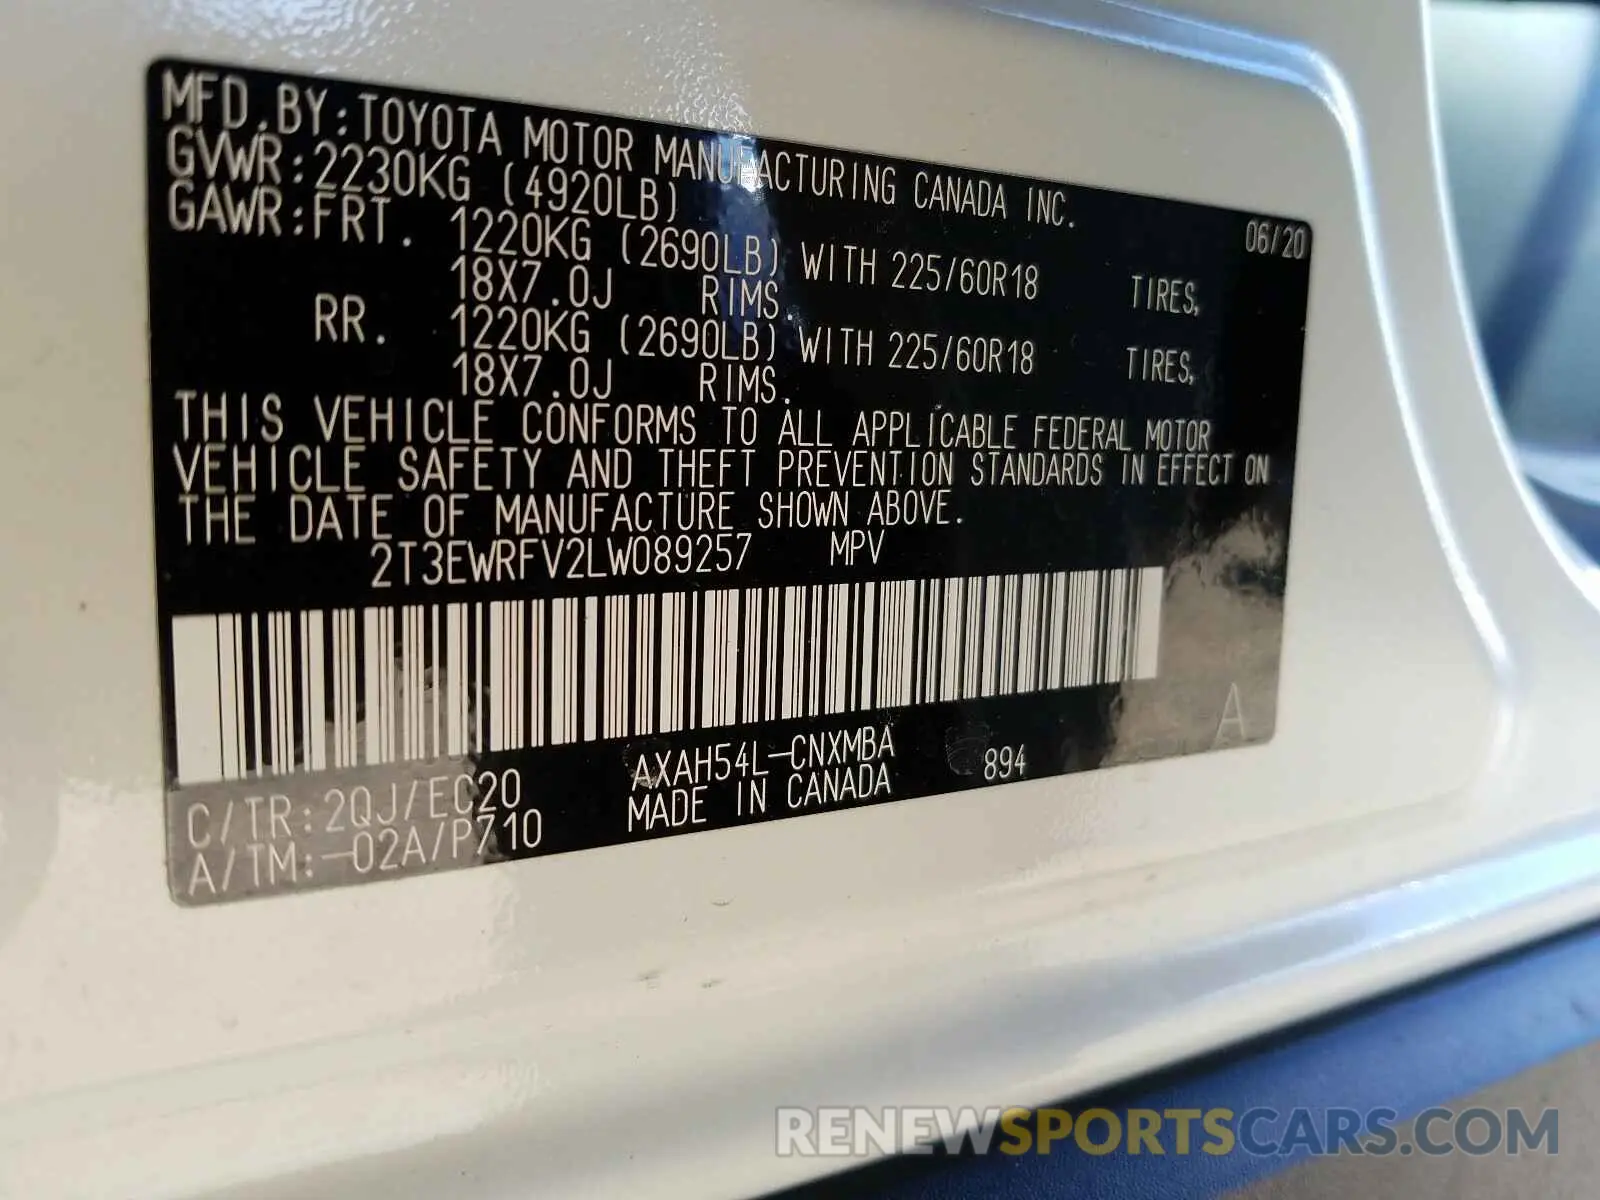 MFD.BY:TOYOTA MOTOR MANUFACTURING CANADA INC.
GVWR:2230KG (4920LB) 06/20
GAWR:FRT. 1220KG (2690LB) WITH 225/60R18 TIRES,
18X7.0J RIMS.
RR. 1220KG (2690LB) WITH 225/60R18 TIRES,
18X7.0J RIMS.
THIS VEHICLE CONFORMS TO ALL APPLICABLE FEDERAL MOTOR
VEHICLE SAFETY AND THEFT PREVENTION STANDARDS IN EFFECT ON
THE DATE OF MANUFACTURE SHOWN ABOVE.
2T3EWRFV2LW089257 MPV
A
C/TR:2QJ/EC20 AXAH54L-CNXMBA 894
A/TM:-02A/P710 MADE IN CANADA
RENEWSPORTSCARS.COM